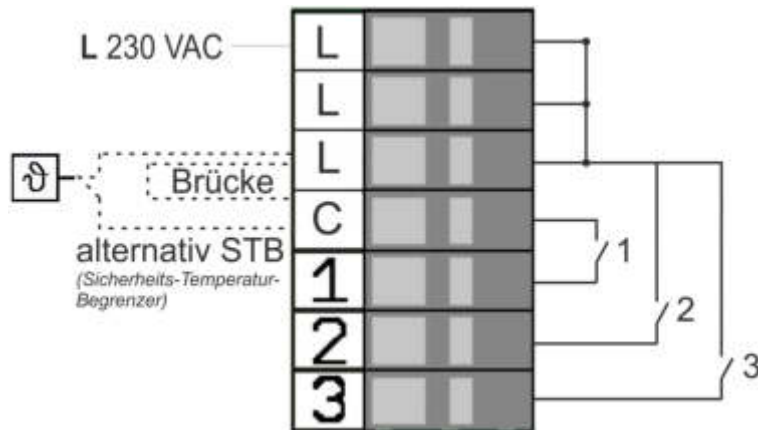 L 230 VAC
L
L
L
ϑ
Brücke
C
alternativ STB
(Sicherheits-Temperatur-
Begrenzer)
1
2
3
1
2
3